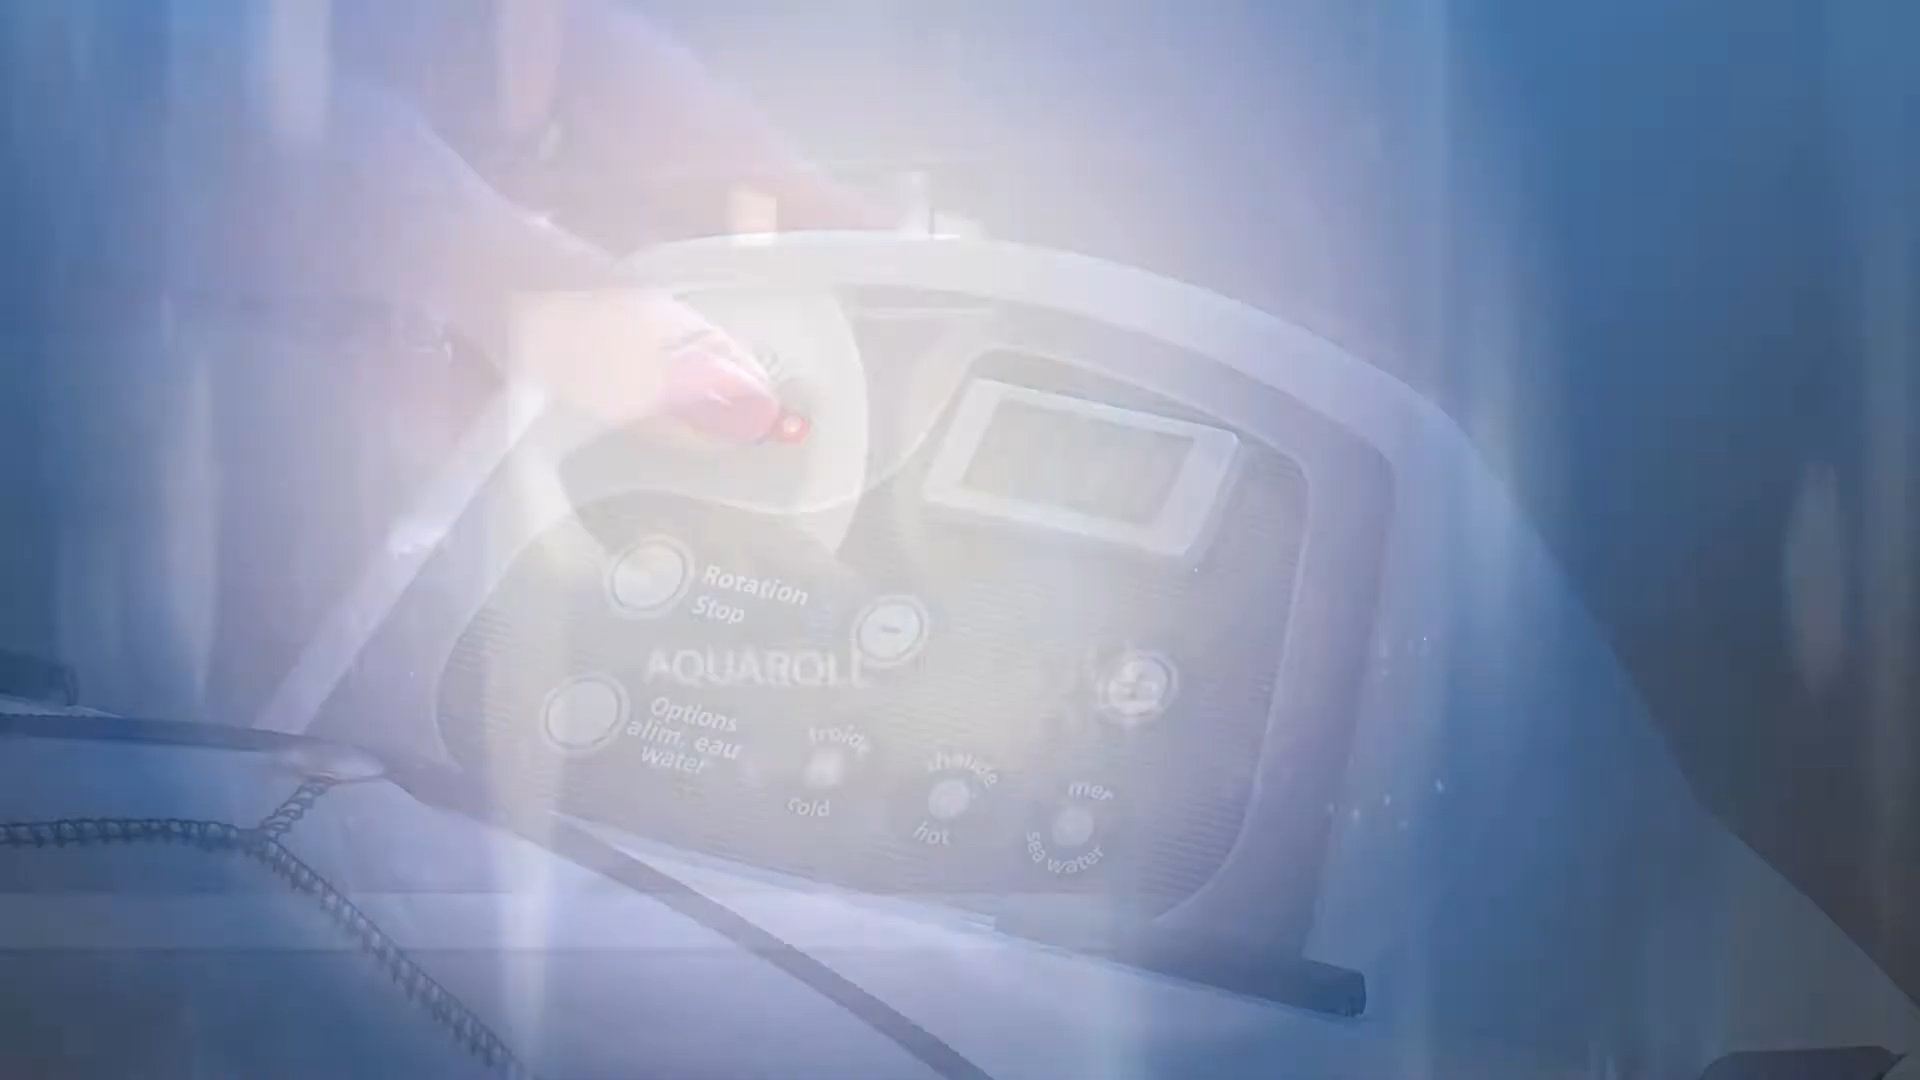 Rotation
Stop
AQUAROLL
Options
alim. eau
water
froide
cold
chaude
hot
mer
sea water